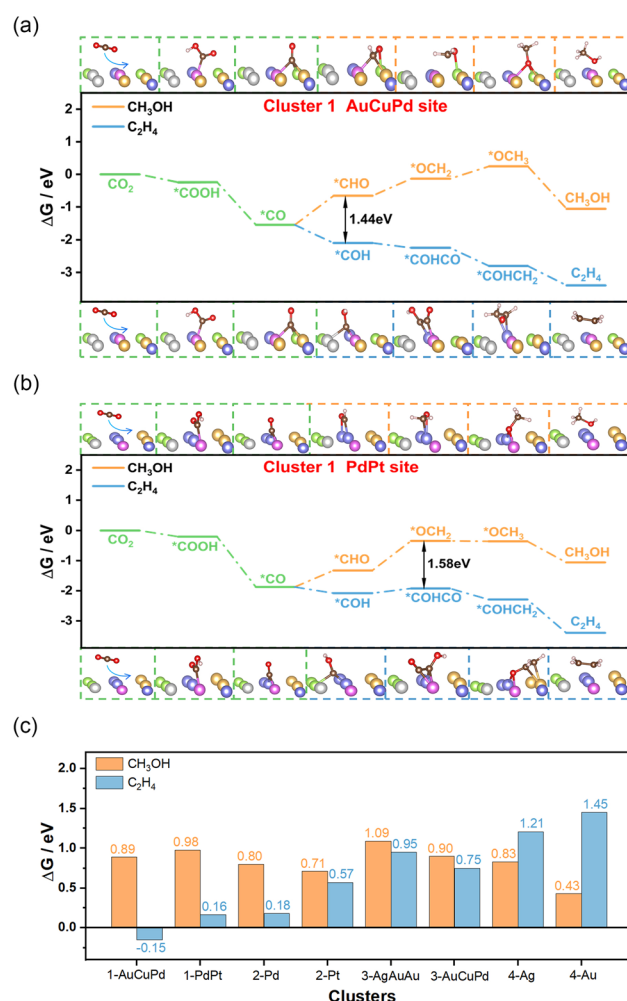 (a)
CH₃OH
C₂H₄
Cluster 1 AuCuPd site
ΔG / eV
2
1
0
-1
-2
-3
CO₂
*COOH
*CO
*CHO
*OCH₂
*OCH₃
CH₃OH
1.44eV
*COH
*COHCO
*COHCH₂
C₂H₄
(b)
CH₃OH
C₂H₄
Cluster 1 PdPt site
ΔG / eV
2
1
0
-1
-2
-3
CO₂
*COOH
*CO
*CHO
*OCH₂
*OCH₃
CH₃OH
1.58eV
*COH
*COHCO
*COHCH₂
C₂H₄
(c)
CH₃OH
C₂H₄
ΔG / eV
2.0
1.5
1.0
0.5
0.0
0.89
-0.15
0.98
0.16
0.80
0.18
0.71
0.57
1.09
0.95
0.90
0.75
0.83
1.21
0.43
1.45
1-AuCuPd 1-PdPt 2-Pd 2-Pt 3-AgAuAu 3-AuCuPd 4-Ag 4-Au
Clusters